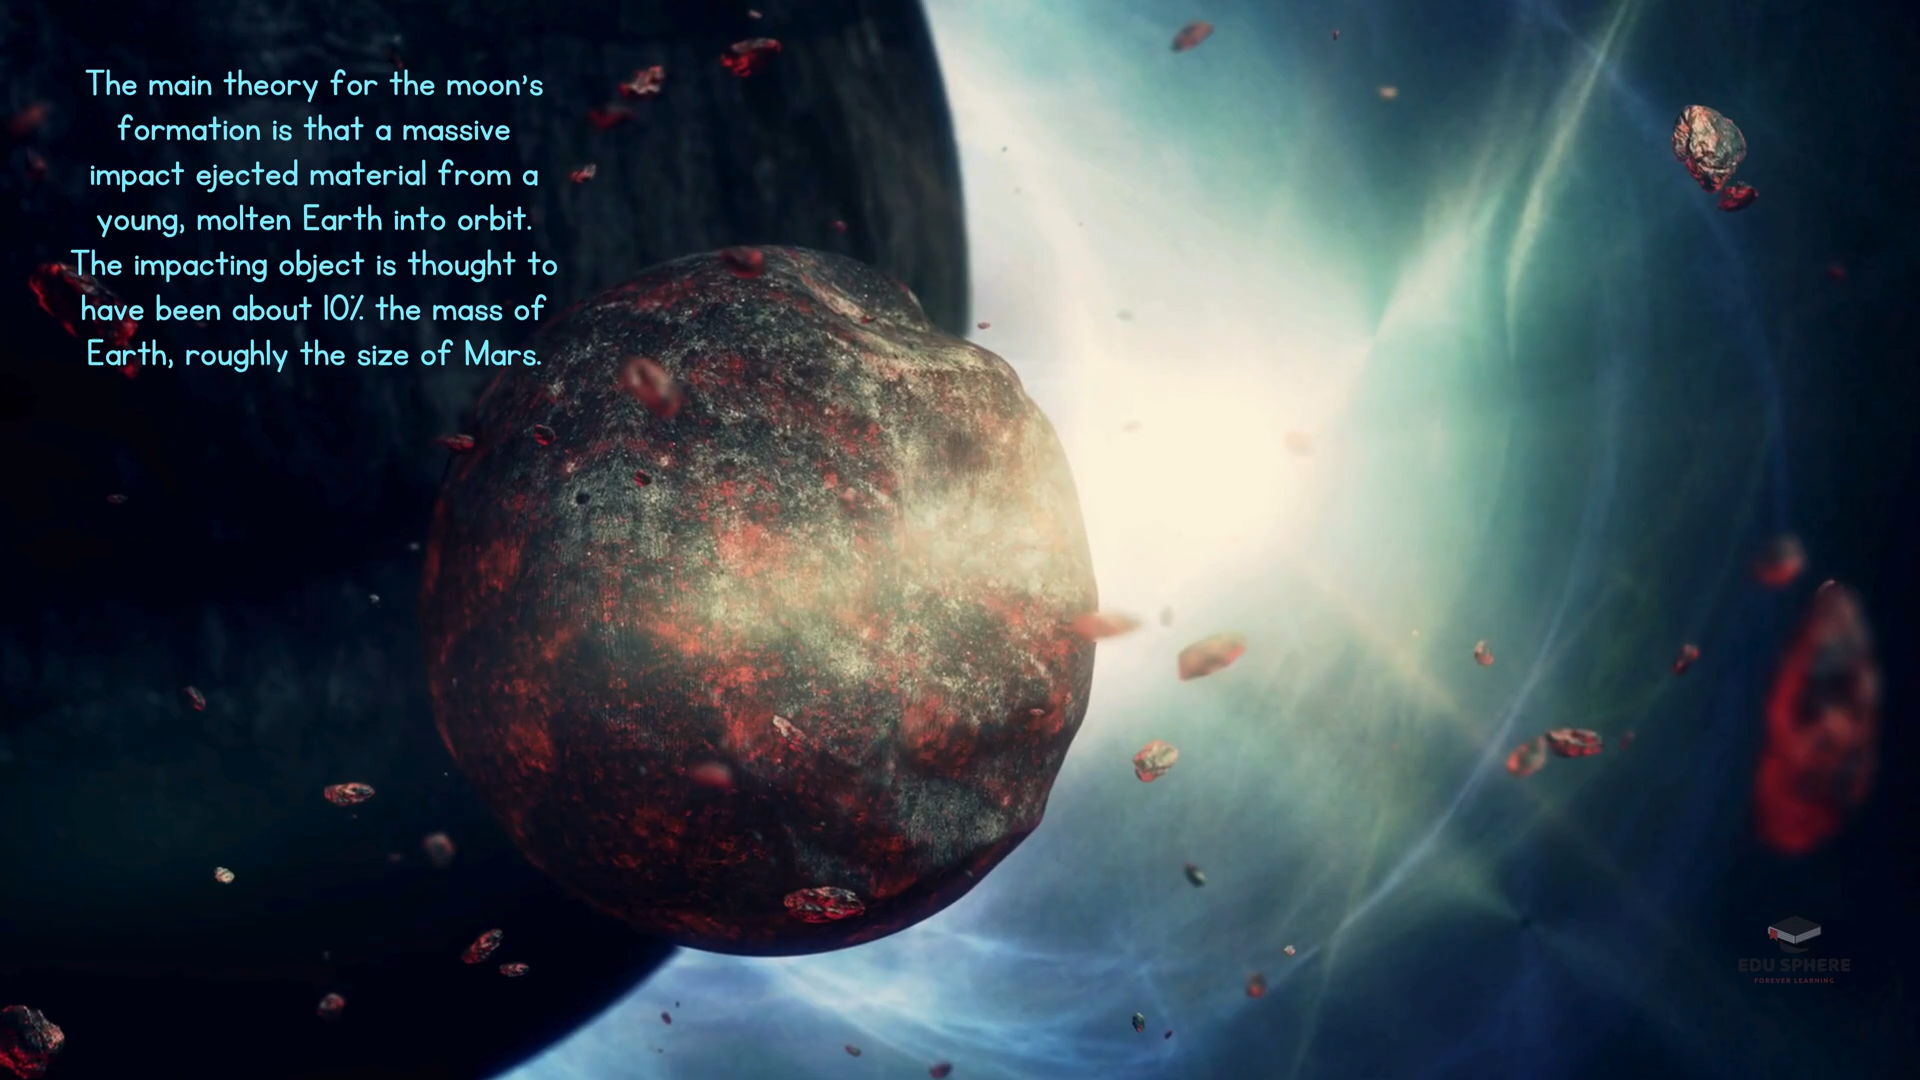 The main theory for the moon's
formation is that a massive
impact ejected material from a
young, molten Earth into orbit.
The impacting object is thought to
have been about 10% the mass of
Earth, roughly the size of Mars.
EDU SPHERE
FOREVER LEARNING